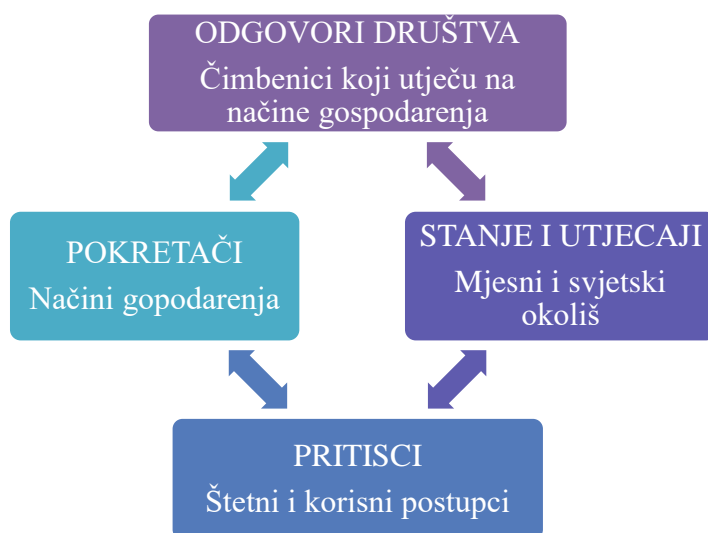 ODGOVORI DRUŠTVA
Čimbenici koji utječu na
načine gospodarenja
POKRETAČI
Načini gopodarenja
STANJE I UTJECAJI
Mjesni i svjetski
okoliš
PRITISCI
Štetni i korisni postupci